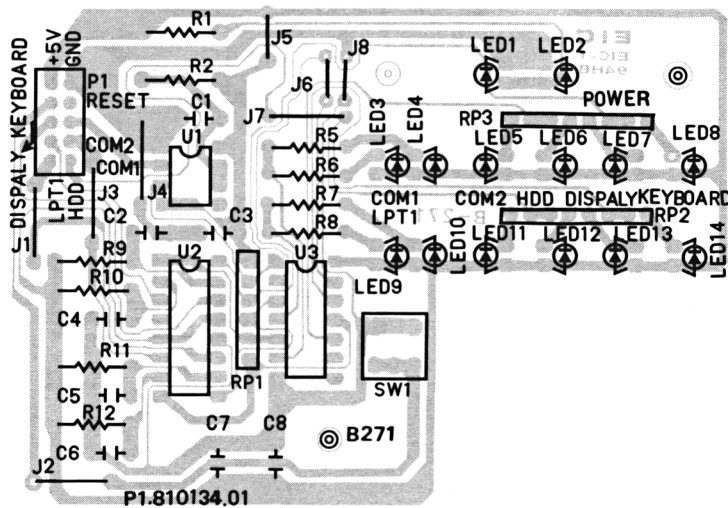 R1
J5
+5V
GND
EIC
LED1
LED2
J8
R2
J6
P1
RESET
C1
J7
RP3
POWER
DISPALY KEYBOARD
LED3
LED4
LED5
LED6
LED7
LED8
COM2
U1
R5
R6
COM1
LPT1
HDD
J3
J4
R7
COM1
COM2
HDD
DISPALY
KEYBOARD
LPT1
RP2
C2
C3
R8
J1
R9
U2
U3
LED10
LED11
LED12
LED13
LED14
R10
LED9
C4
R11
RP1
SW1
C5
R12
C7
C8
B271
C6
J2
P1.810134.01